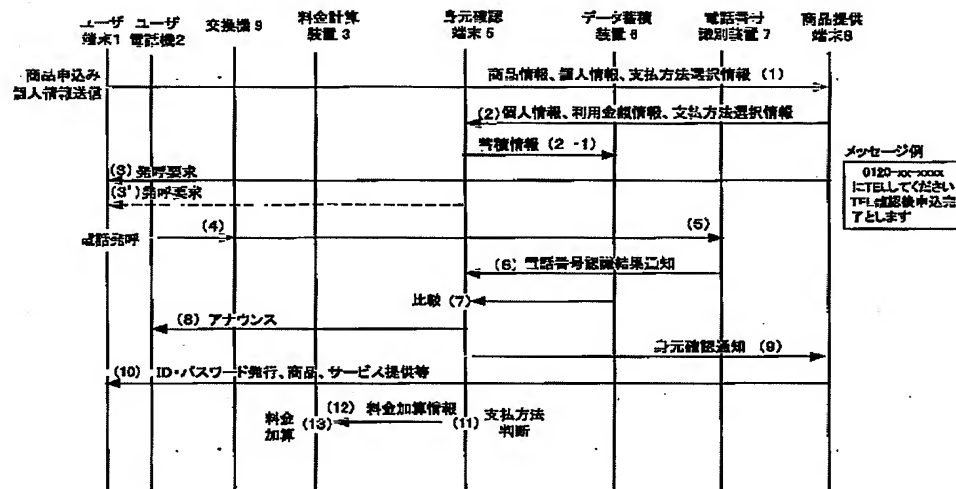 ユーザ
端末1
ユーザ
電話機2
交換機 9
料金計算
装置 3
身元確認
端末 5
データ蓄積
装置 6
電話番号
識別装置 7
商品提供
端末8
商品申込み
個人情報送信
商品情報、個人情報、支払方法選択情報 (1)
(2) 個人情報、利用金額情報、支払方法選択情報
蓄積情報 (2 -1)
メッセージ例
0120-xx-xxxx
にTELしてください
TEL確認後申込完
了とします
(3) 発呼要求
(3') 発呼要求
電話発呼
(4)
(5)
(6) 電話番号認識結果通知
比較 (7)
(8) アナウンス
身元確認通知 (9)
(10) ID・パスワード発行、商品、サービス提供等
料金
加算
(13)
(12) 料金加算情報
(11)
支払方法
判断